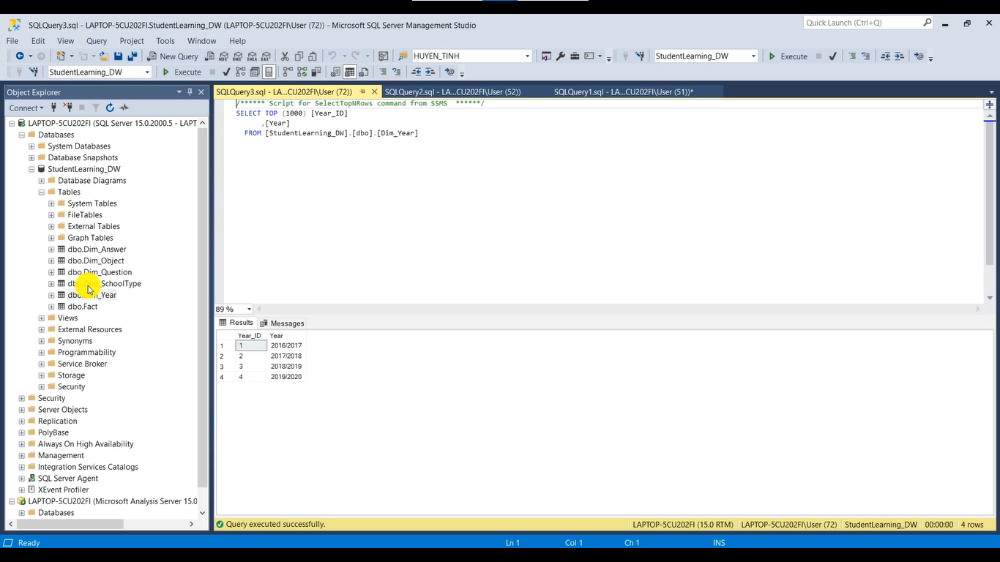 SQLQuery3.sql - LAPTOP-5CU202FI.StudentLearning_DW (LAPTOP-5CU202FI\User (72)) - Microsoft SQL Server Management Studio
Quick Launch (Ctrl+Q)
File Edit View Query Project Tools Window Help
New Query MDX DMX XMLA DAX HUYEN_TINH StudentLearning_DW Execute
StudentLearning_DW Execute
Object Explorer
Connect
LAPTOP-5CU202FI (SQL Server 15.0.2000.5 - LAPT
Databases
System Databases
Database Snapshots
StudentLearning_DW
Database Diagrams
Tables
System Tables
FileTables
External Tables
Graph Tables
dbo.Dim_Answer
dbo.Dim_Object
dbo.Dim_Question
SchoolType
Year
dbo.Fact
Views
External Resources
Synonyms
Programmability
Service Broker
Storage
Security
Security
Server Objects
Replication
PolyBase
Always On High Availability
Management
Integration Services Catalogs
SQL Server Agent
XEvent Profiler
LAPTOP-5CU202FI (Microsoft Analysis Server 15.0
Databases
SQLQuery3.sql - LA...CU202FI\User (72)) SQLQuery2.sql - LA...CU202FI\User (52)) SQLQuery1.sql - LA...CU202FI\User (51))*
/****** Script for SelectTopNRows command from SSMS ******/
SELECT TOP (1000) [Year_ID]
,[Year]
FROM [StudentLearning_DW].[dbo].[Dim_Year]
89 %
Results Messages
Year_ID Year
1 1 2016/2017
2 2 2017/2018
3 3 2018/2019
4 4 2019/2020
Query executed successfully. LAPTOP-5CU202FI (15.0 RTM) LAPTOP-5CU202FI\User (72) StudentLearning_DW 00:00:00 4 rows
Ready Ln 1 Col 1 Ch 1 INS